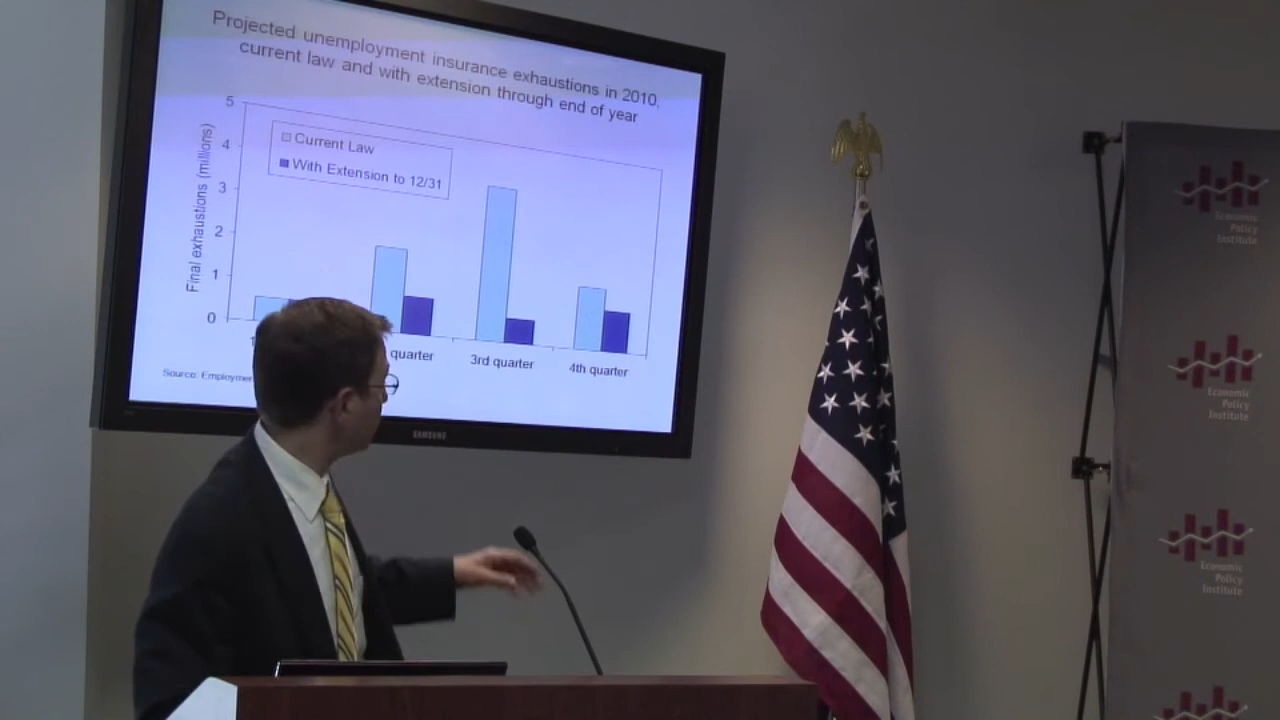 Projected unemployment insurance exhaustions in 2010,
current law and with extension through end of year
5
4
3
2
1
0
Final exhaustions (millions)
Current Law
With Extension to 12/31
quarter
3rd quarter
4th quarter
Source:
SAMSUNG
Economic
Policy
Institute
Economic
Policy
Institute
Economic
Policy
Institute